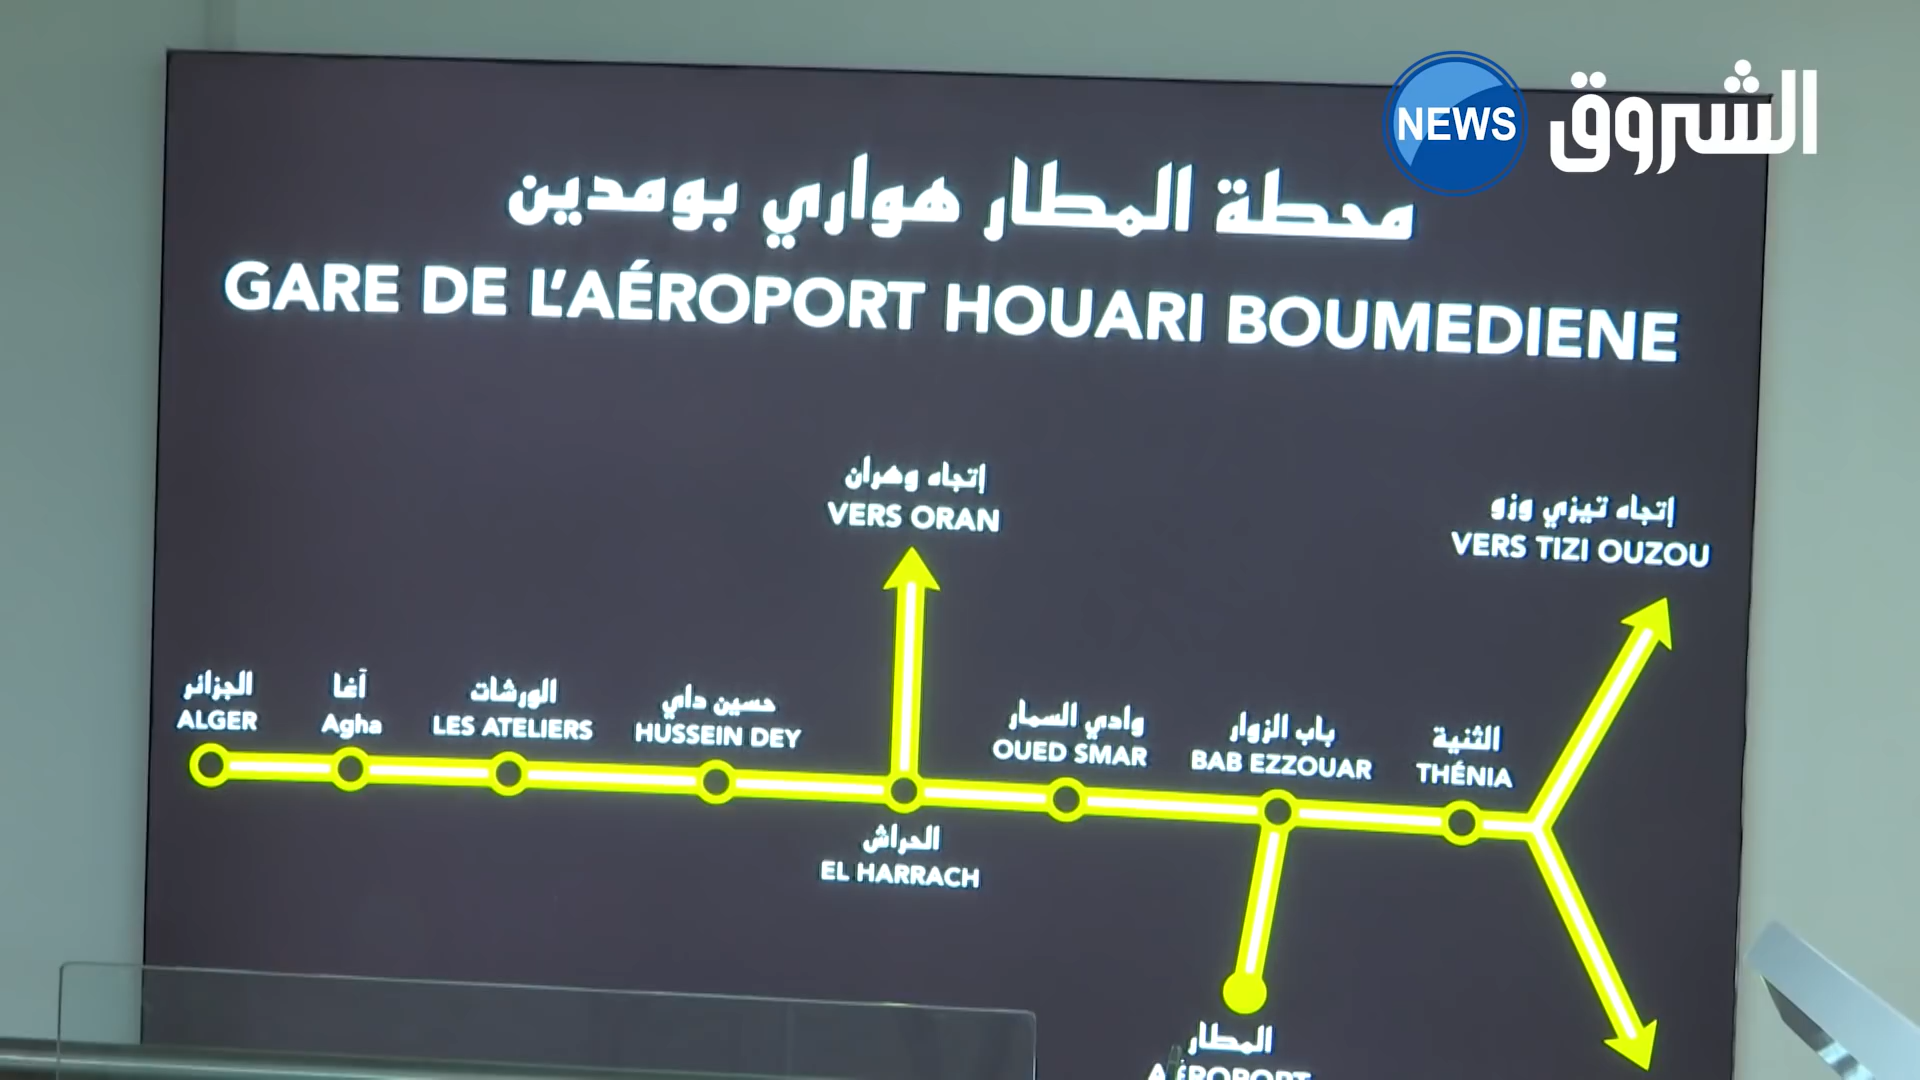 NEWS الشروق
محطة المطار هواري بومدين
GARE DE L'AÉROPORT HOUARI BOUMEDIENE
إتجاه وهران
VERS ORAN
إتجاه تيزي وزو
VERS TIZI OUZOU
الجزائر
ALGER
آغا
Agha
الورشات
LES ATELIERS
حسين داي
HUSSEIN DEY
الحراش
EL HARRACH
وادي السمار
OUED SMAR
باب الزوار
BAB EZZOUAR
الثنية
THÉNIA
المطار
AÉROPORT